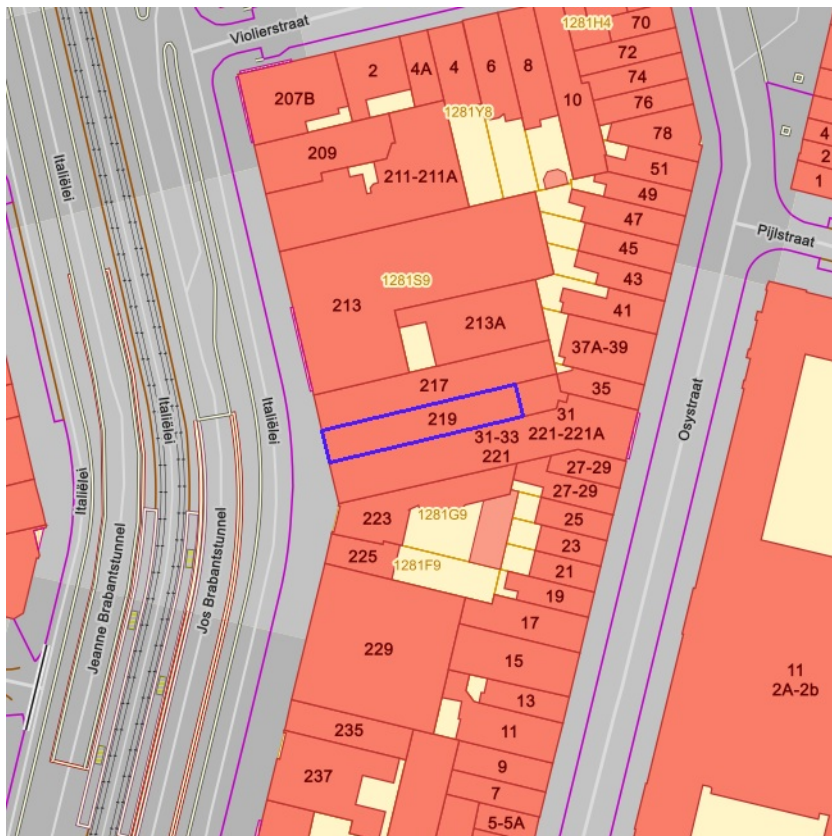 1281H4
70
Violierstraat
72
207B
2
4A
4
6
8
74
10
76
1281Y8
78
4
2
1
209
211-211A
51
49
47
Pijlstraat
45
43
41
Italiëlei
1281S9
213
213A
37A-39
217
35
219
31
31-33
221-221A
221
Osystraat
Italiëlei
Italiëlei
Italiëlei
27-29
27-29
223
1281G9
25
23
225
1281F9
21
19
17
Jeanne Brabantstunnel
Jos Brabantstunnel
229
15
13
11
2A-2b
235
11
9
237
7
5-5A